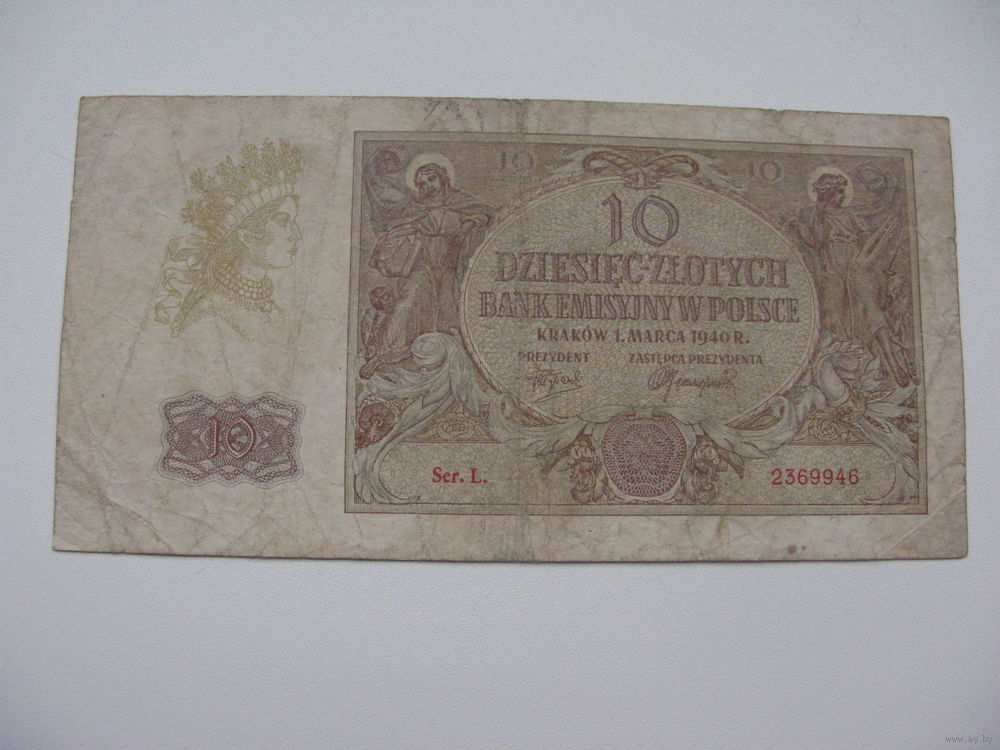 10 10
10
DZIESIĘĆ-ZŁOTYCH
BANK EMISYJNY W POLSCE
KRAKÓW 1. MARCA 1940 R.
PREZYDENT ZASTĘPCA PREZYDENTA
10
Ser. L. 2369946
www.ay.by